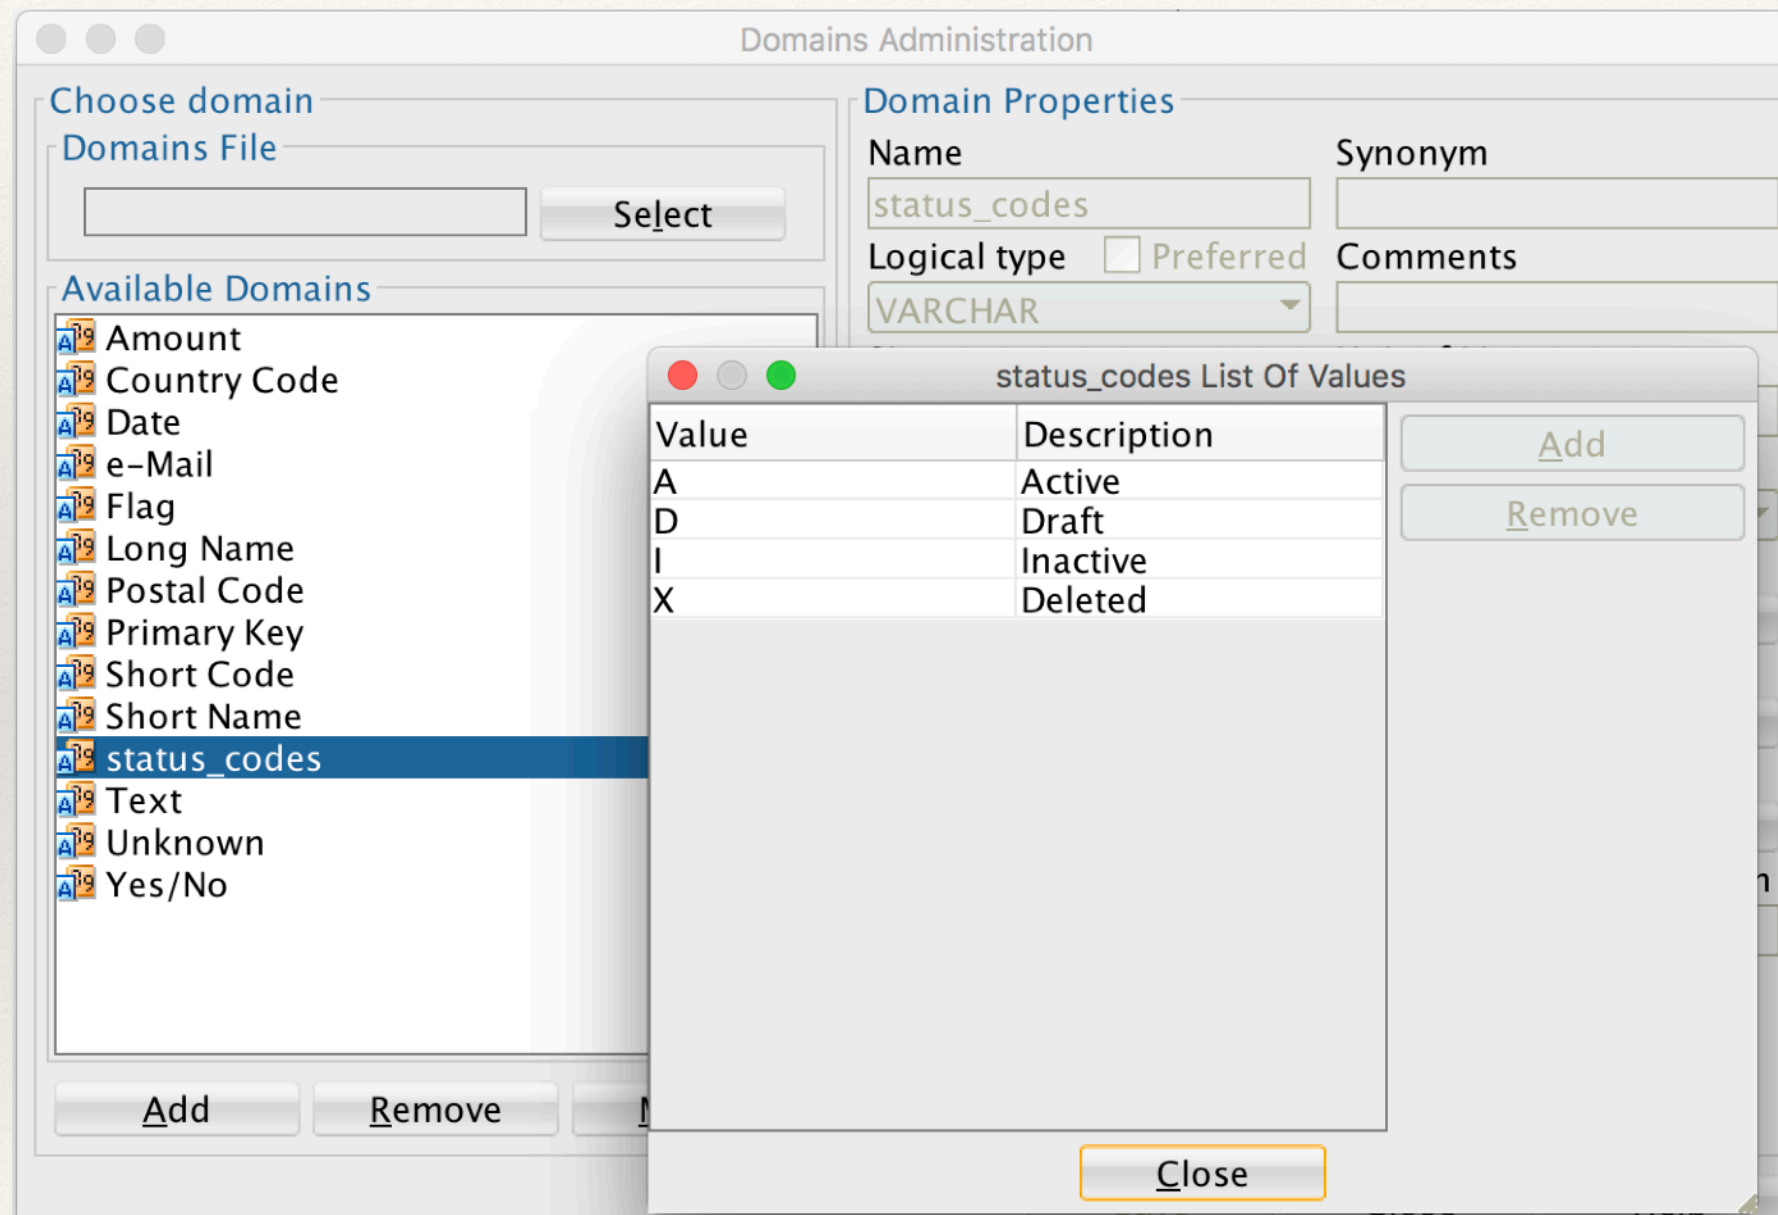 Domains Administration
Choose domain
Domains File
Select
Available Domains
Amount
Country Code
Date
e-Mail
Flag
Long Name
Postal Code
Primary Key
Short Code
Short Name
status_codes
Text
Unknown
Yes/No
Add
Remove
Domain Properties
Name
Synonym
status_codes
Logical type
Preferred
Comments
VARCHAR
status_codes List Of Values
Value
Description
A
Active
D
Draft
I
Inactive
X
Deleted
Add
Remove
Close